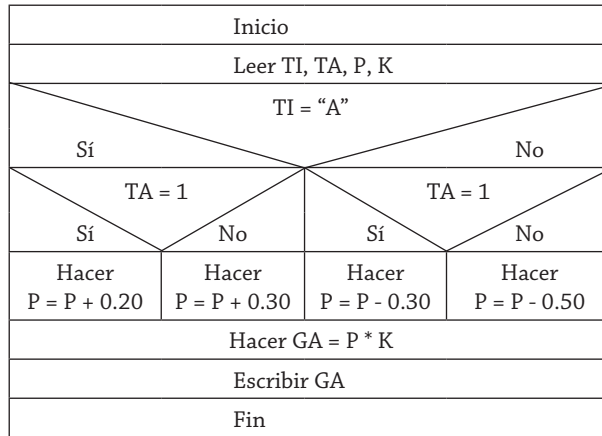 Inicio
Leer TI, TA, P, K
TI = “A”
Sí No
TA = 1 TA = 1
Sí No Sí No
Hacer Hacer Hacer Hacer
P = P + 0.20 P = P + 0.30 P = P - 0.30 P = P - 0.50
Hacer GA = P * K
Escribir GA
Fin